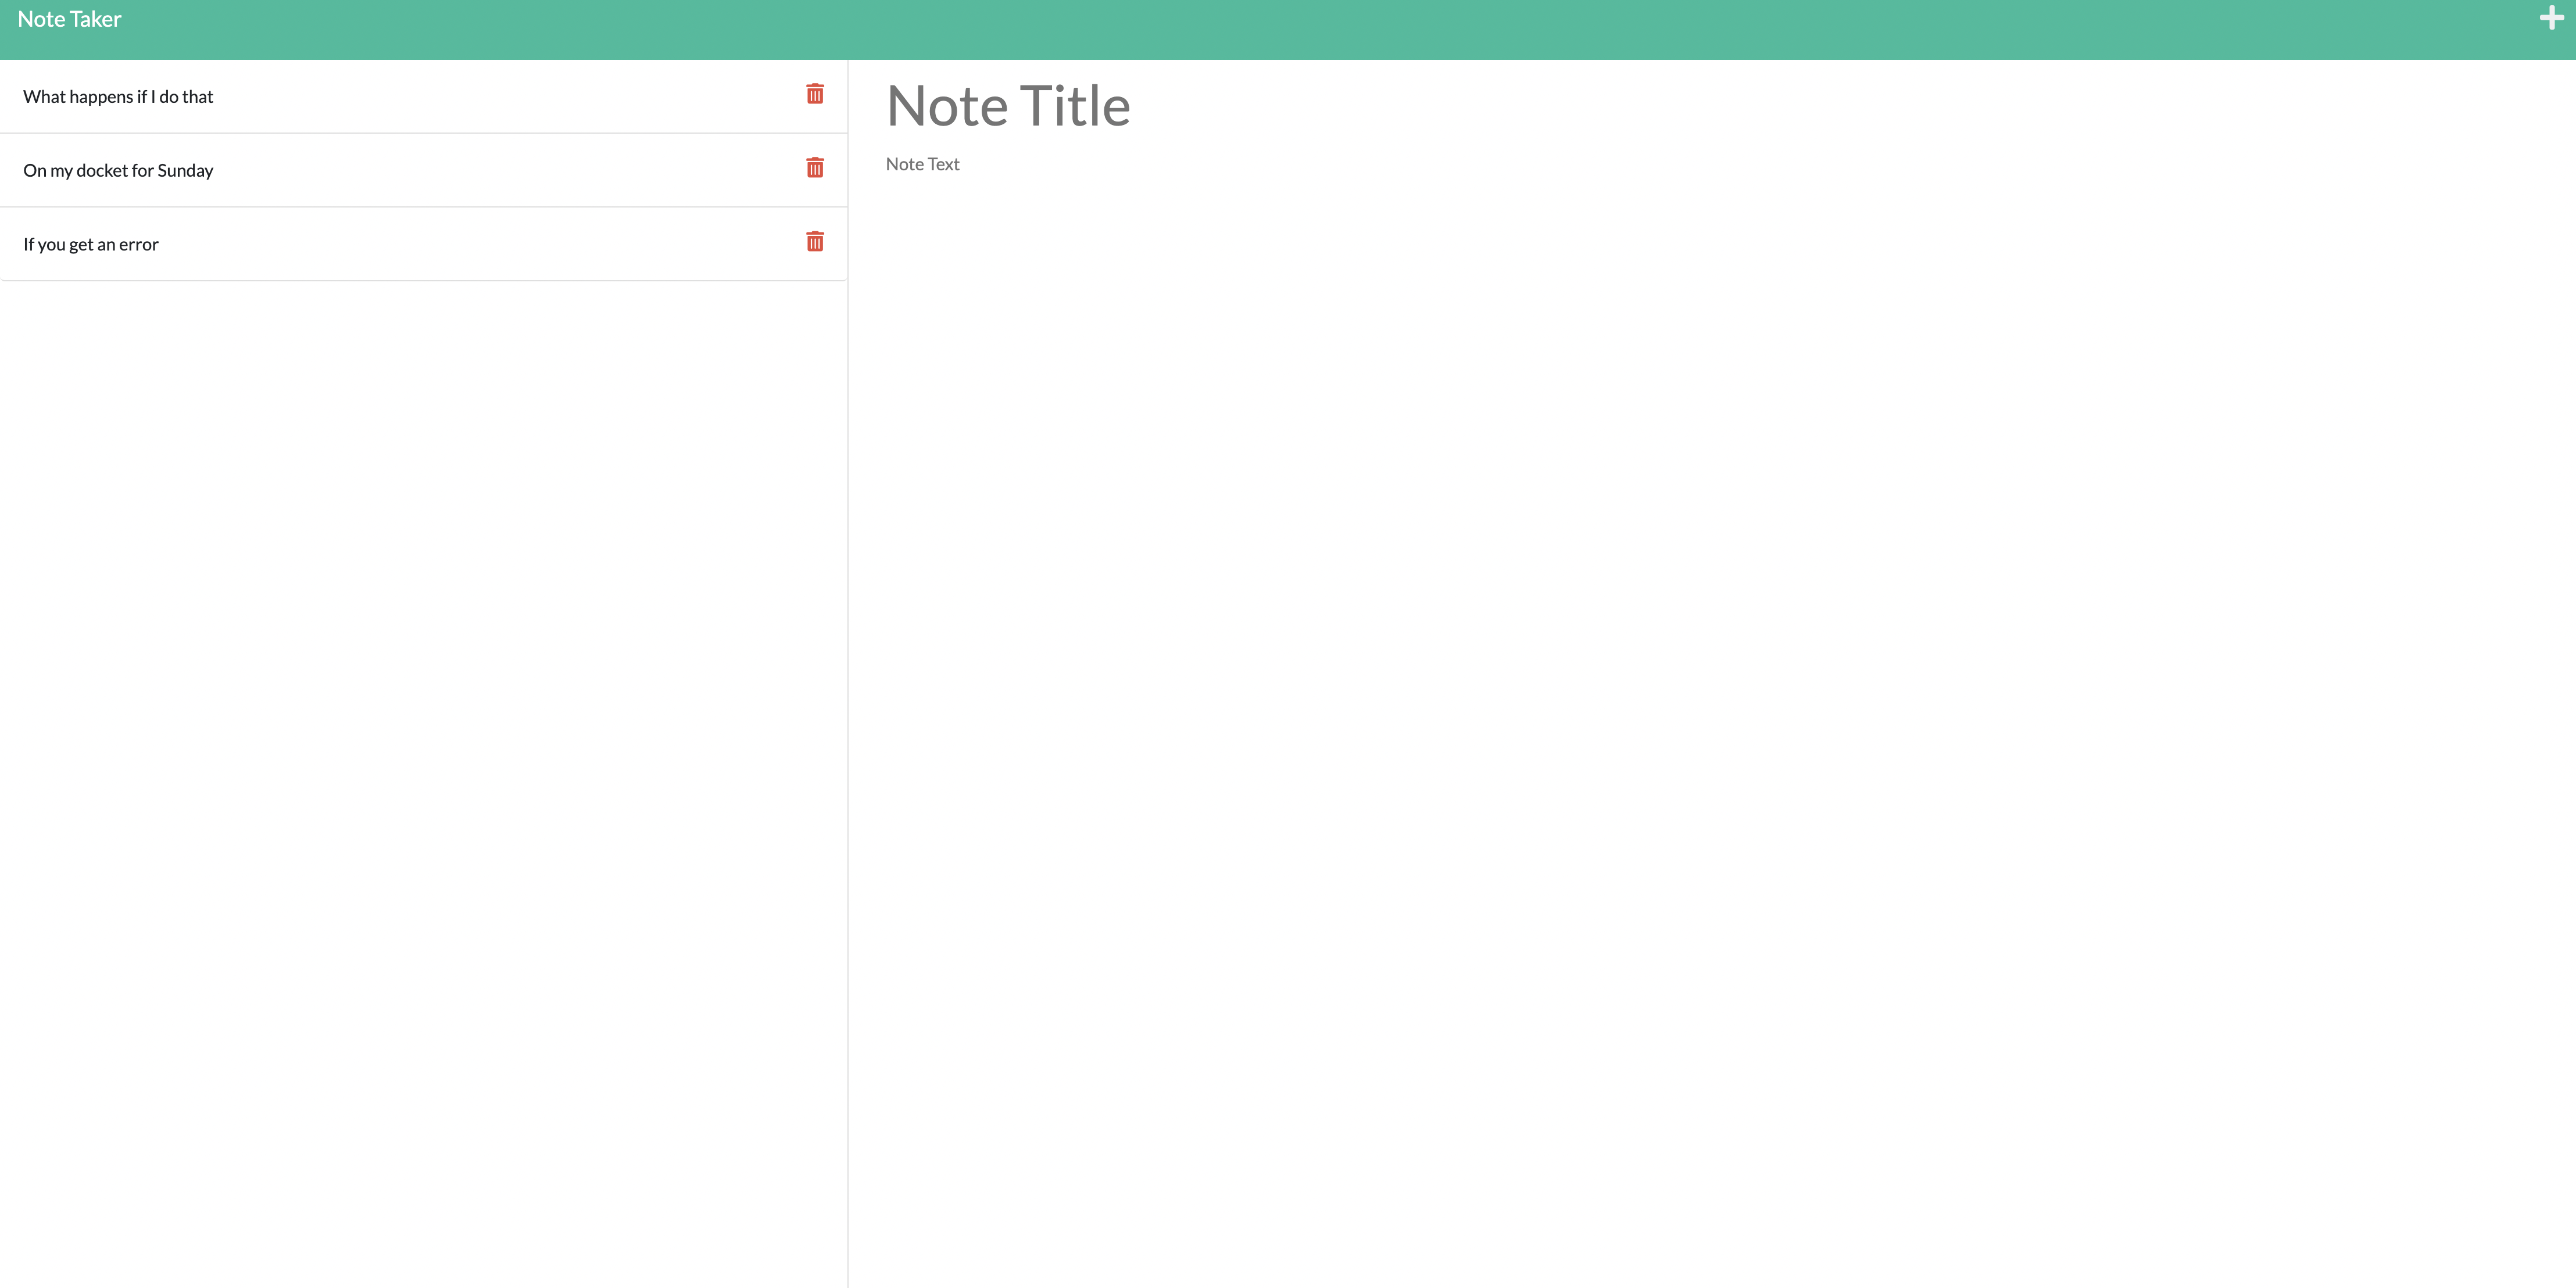 Note Taker
What happens if I do that
On my docket for Sunday
If you get an error
Note Title
Note Text